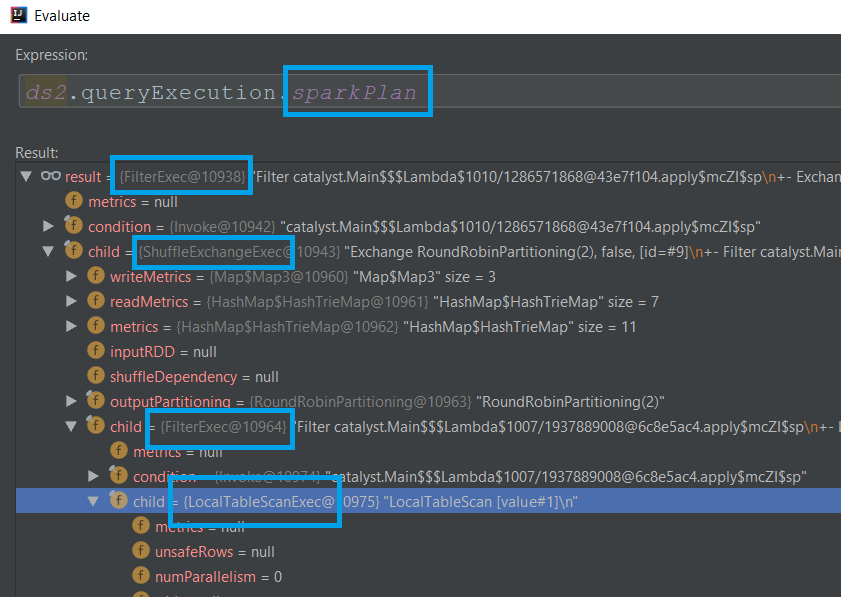 IJ Evaluate
Expression:
ds2.queryExecution.sparkPlan
Result:
result = {FilterExec@10938} "Filter catalyst.Main$$$Lambda$1010/1286571868@43e7f104.apply$mcZI$sp\n+- Exchan
f metrics = null
f condition = {Invoke@10942} "catalyst.Main$$$Lambda$1010/1286571868@43e7f104.apply$mcZI$sp"
f child = {ShuffleExchangeExec@10943} "Exchange RoundRobinPartitioning(2), false, [id=#9]\n+- Filter catalyst.Main
f writeMetrics = {Map$Map3@10960} "Map$Map3" size = 3
f readMetrics = {HashMap$HashTrieMap@10961} "HashMap$HashTrieMap" size = 7
f metrics = {HashMap$HashTrieMap@10962} "HashMap$HashTrieMap" size = 11
f inputRDD = null
f shuffleDependency = null
f outputPartitioning = {RoundRobinPartitioning@10963} "RoundRobinPartitioning(2)"
f child = {FilterExec@10964} "Filter catalyst.Main$$$Lambda$1007/1937889008@6c8e5ac4.apply$mcZI$sp\n+- L
f metrics = null
f condition = {Invoke@10974} "catalyst.Main$$$Lambda$1007/1937889008@6c8e5ac4.apply$mcZI$sp"
f child = {LocalTableScanExec@10975} "LocalTableScan [value#1]\n"
f metrics = null
f unsafeRows = null
f numParallelism = 0